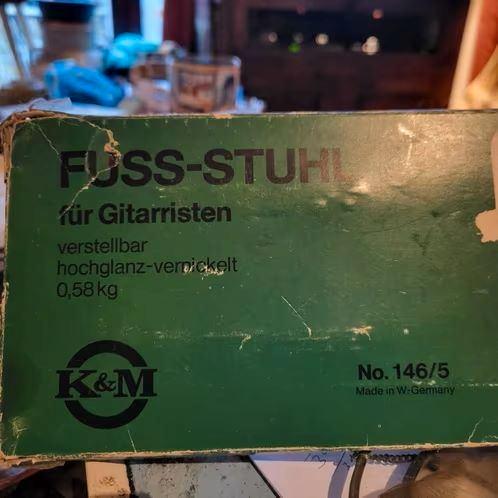 FUSS-STUHL
für Gitarristen
verstellbar
hochglanz-vernickelt
0,58 kg
K&M
No. 146/5
Made in W.-Germany